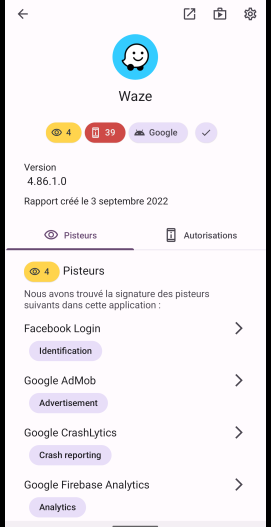 Waze
4
39
Google
Version
4.86.1.0
Rapport créé le 3 septembre 2022
Pisteurs
Autorisations
4 Pisteurs
Nous avons trouvé la signature des pisteurs
suivants dans cette application :
Facebook Login
Identification
Google AdMob
Advertisement
Google CrashLytics
Crash reporting
Google Firebase Analytics
Analytics